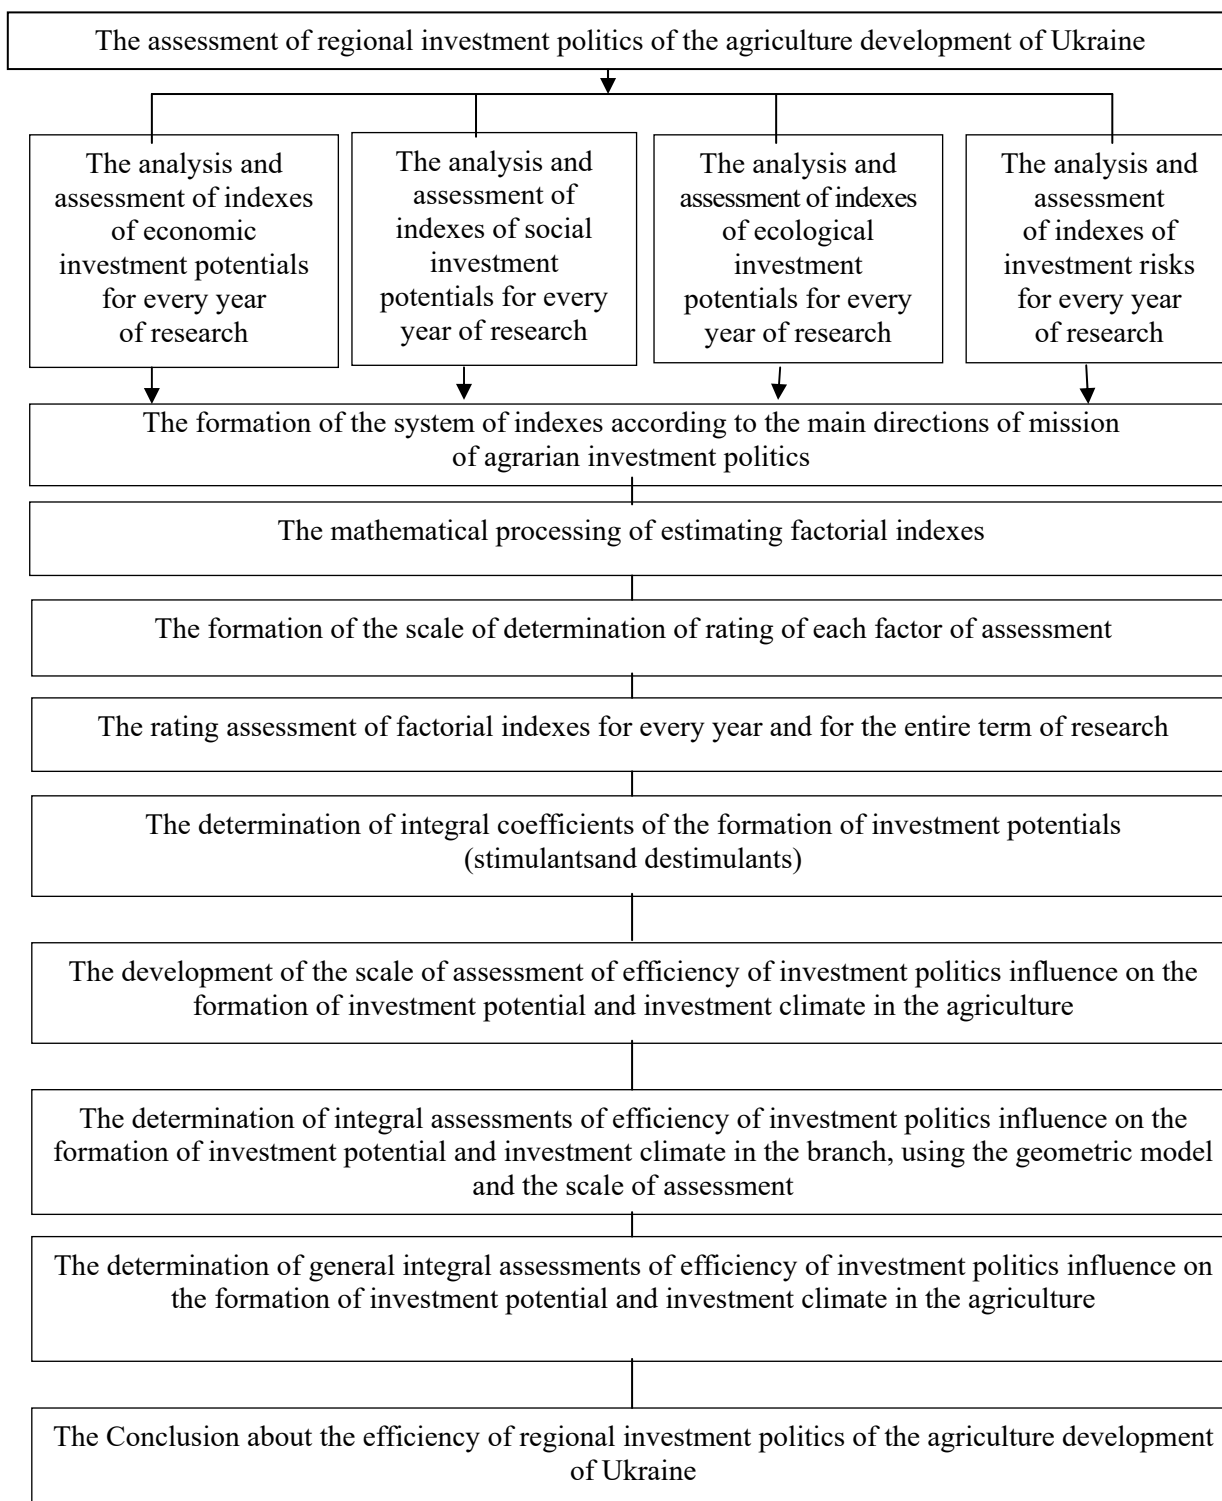 The assessment of regional investment politics of the agriculture development of Ukraine
The analysis and
assessment of indexes
of economic
investment potentials
for every year
of research
The analysis and
assessment of
indexes of social
investment
potentials for every
year of research
The analysis and
assessment of indexes
of ecological
investment
potentials for every
year of research
The analysis and
assessment
of indexes of
investment risks
for every year
of research
The formation of the system of indexes according to the main directions of mission
of agrarian investment politics
The mathematical processing of estimating factorial indexes
The formation of the scale of determination of rating of each factor of assessment
The rating assessment of factorial indexes for every year and for the entire term of research
The determination of integral coefficients of the formation of investment potentials
(stimulantsand destimulants)
The development of the scale of assessment of efficiency of investment politics influence on the
formation of investment potential and investment climate in the agriculture
The determination of integral assessments of efficiency of investment politics influence on the
formation of investment potential and investment climate in the branch, using the geometric model
and the scale of assessment
The determination of general integral assessments of efficiency of investment politics influence on
the formation of investment potential and investment climate in the agriculture
The Conclusion about the efficiency of regional investment politics of the agriculture development
of Ukraine